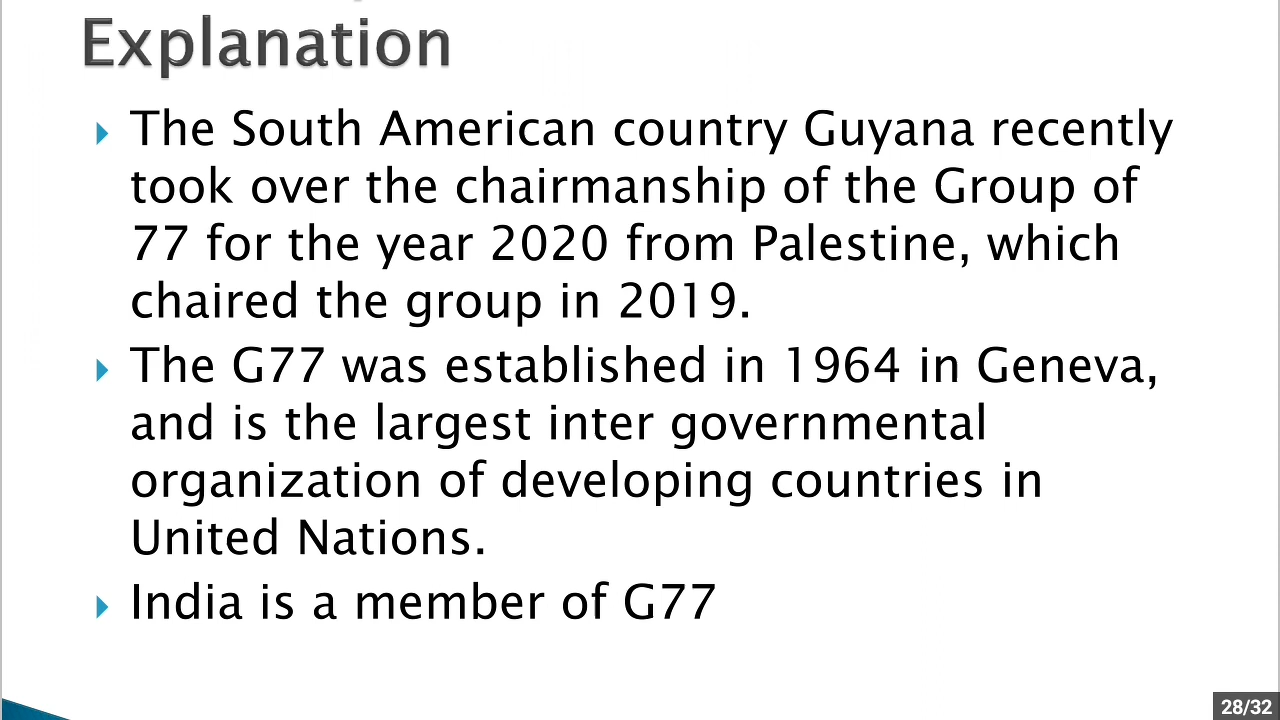 Explanation
The South American country Guyana recently
took over the chairmanship of the Group of
77 for the year 2020 from Palestine, which
chaired the group in 2019.
The G77 was established in 1964 in Geneva,
and is the largest inter governmental
organization of developing countries in
United Nations.
India is a member of G77
28/32